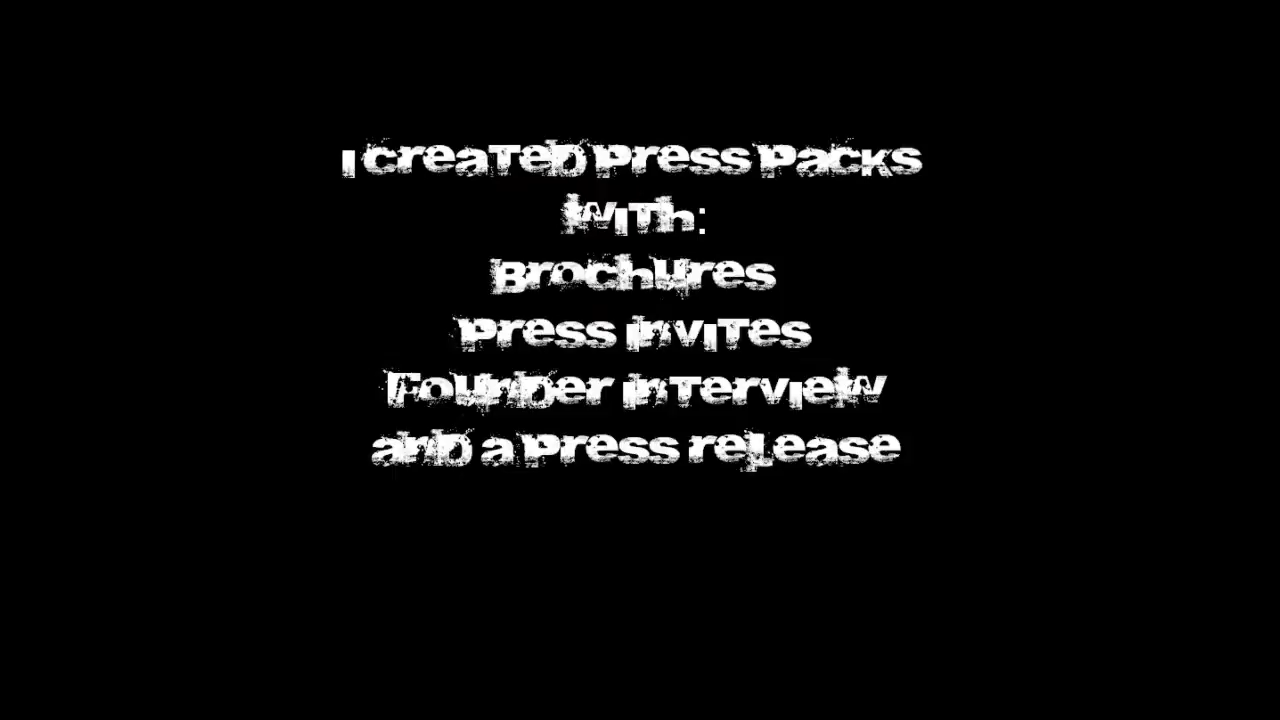 I created press packs
with:
Brochures
press invites
Founder interview
and a press release